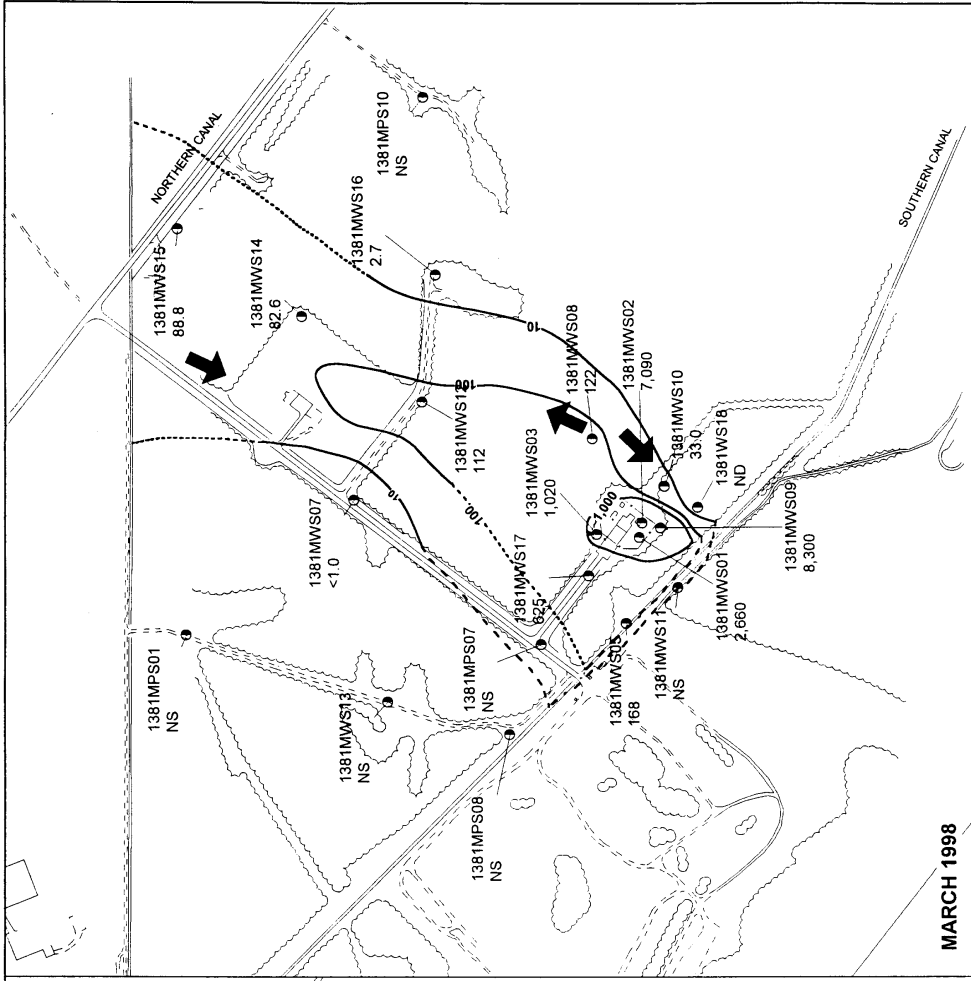 NORTHERN CANAL
1381MWS15
88.8
1381MWS14
82.6
1381MWS16
2.7
1381MPS10
NS
10
10
100
100
1381MWS12
112
1381MWS07
<1.0
1381MPS01
NS
1381MWS13
NS
1381MPS08
NS
1381MPS07
NS
1381MWS17
625
1381MWS03
1,020
1381MWS08
122
1381MWS02
7,090
1,000
1381MWS10
33.0
1381WS18
ND
1381MWS09
8,300
1381MWS01
2,660
1381MWS11
NS
1381MWS05
168
SOUTHERN CANAL
MARCH 1998